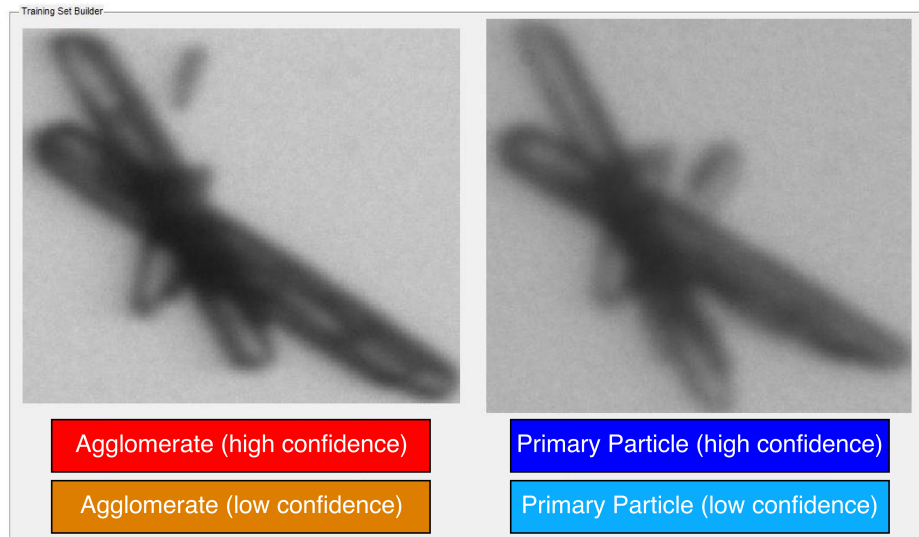 Training Set Builder
Agglomerate (high confidence)
Primary Particle (high confidence)
Agglomerate (low confidence)
Primary Particle (low confidence)